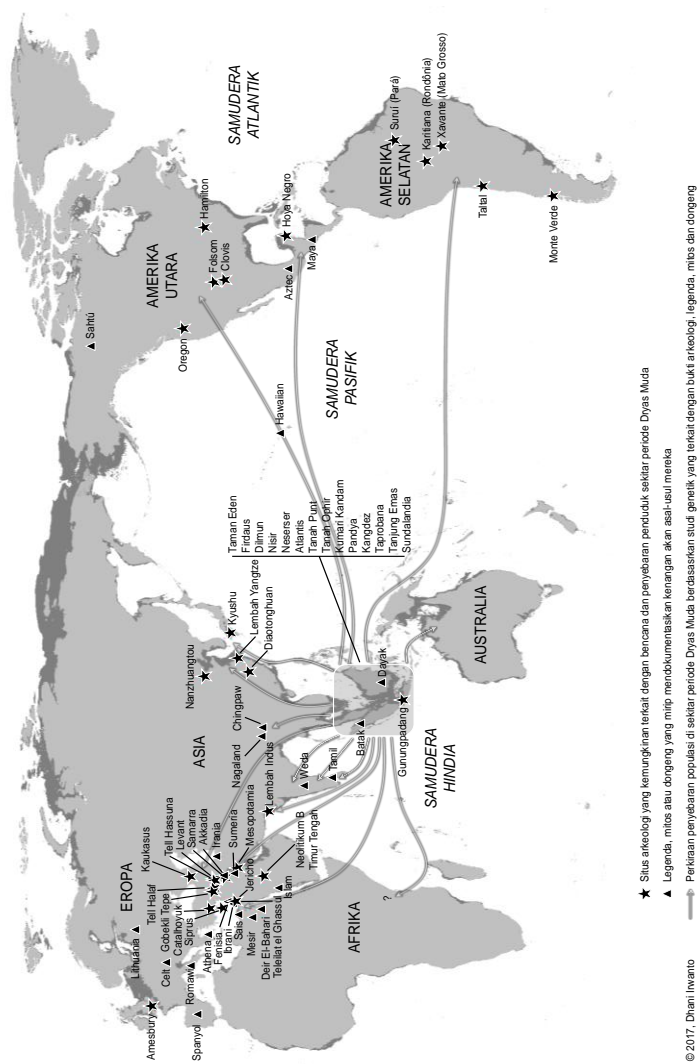 EROPA
ASIA
AFRIKA
AUSTRALIA
AMERIKA
UTARA
AMERIKA
SELATAN
SAMUDERA
ATLANTIK
SAMUDERA
PASIFIK
SAMUDERA
HINDIA
Amesbury
Spanyol
Lithuania
Celt
Romawi
Athena
Fenisia
Ibrani
Sais
Mesir
Deir El-Bahari
Teleilat el Ghassul
Tell Halaf
Gobekli Tepe
Catalhoyuk
Siprus
Kaukasus
Tell Hassuna
Levant
Samarra
Akkadia
Irania
Sumeria
Mesopotamia
Jericho
Islam
Neolitikum B
Timur Tengah
Lembah Indus
Weda
Tamil
Nagaland
Chingpaw
Nanzhuangtou
Kyushu
Lembah Yangtze
Diaotonghuan
Batak
Dayak
Gunungpadang
?
Taman Eden
Firdaus
Dilmun
Nisir
Neserser
Atlantis
Tanah Punt
Tanah Ophir
Kumari Kandam
Pandya
Kangdez
Taprobana
Tanjung Emas
Sundalandia
Hawaiian
Sahtú
Oregon
Folsom
Clovis
Hamilton
Hoya Negro
Aztec
Maya
Suruí (Pará)
Karitiana (Rondônia)
Xavante (Mato Grosso)
Taltal
Monte Verde
Situs arkeologi yang kemungkinan terkait dengan bencana dan penyebaran penduduk sekitar periode Dryas Muda
Legenda, mitos atau dongeng yang mirip mendokumentasikan kenangan akan asal-usul mereka
Perkiraan penyebaran populasi di sekitar periode Dryas Muda berdasasrkan studi genetik yang terkait dengan bukti arkeologi, legenda, mitos dan dongeng
© 2017, Dhani Irwanto